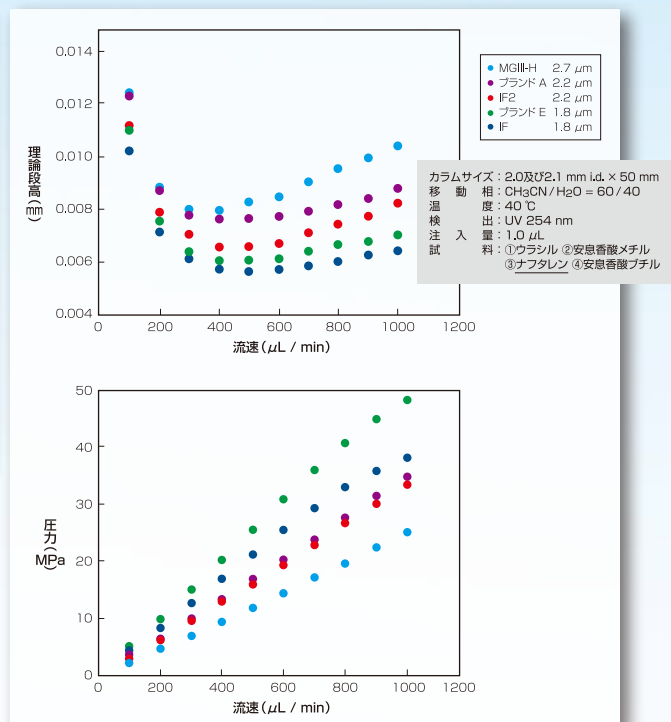 0.014
0.012
0.010
0.008
0.006
0.004
理論段高(㎜)
0
200
400
600
800
1000
1200
流速(μL / min)
MGⅢ-H 2.7 μm
ブランド A 2.2 μm
IF2 2.2 μm
ブランド E 1.8 μm
IF 1.8 μm
カラムサイズ:2.0及び2.1 mm i.d. × 50 mm
移動相:CH3CN / H2O = 60 / 40
温度:40 ℃
検出:UV 254 nm
注入量:1.0 μL
試料:①ウラシル ②安息香酸メチル
③ナフタレン ④安息香酸ブチル
50
40
30
20
10
0
圧力(MPa)
0
200
400
600
800
1000
1200
流速(μL / min)